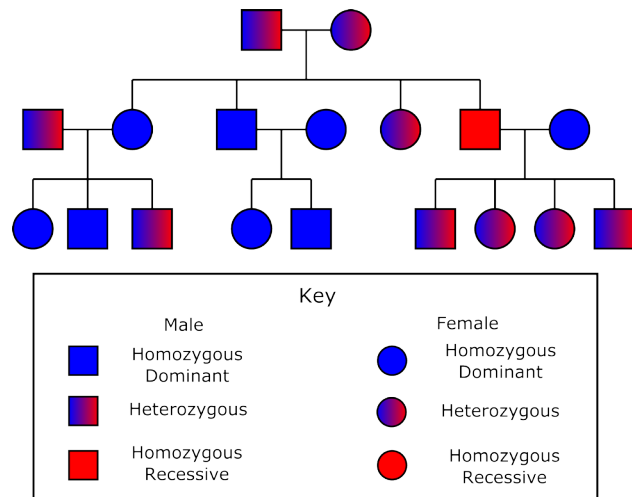 Key
Male
Female
Homozygous
Dominant
Homozygous
Dominant
Heterozygous
Heterozygous
Homozygous
Recessive
Homozygous
Recessive